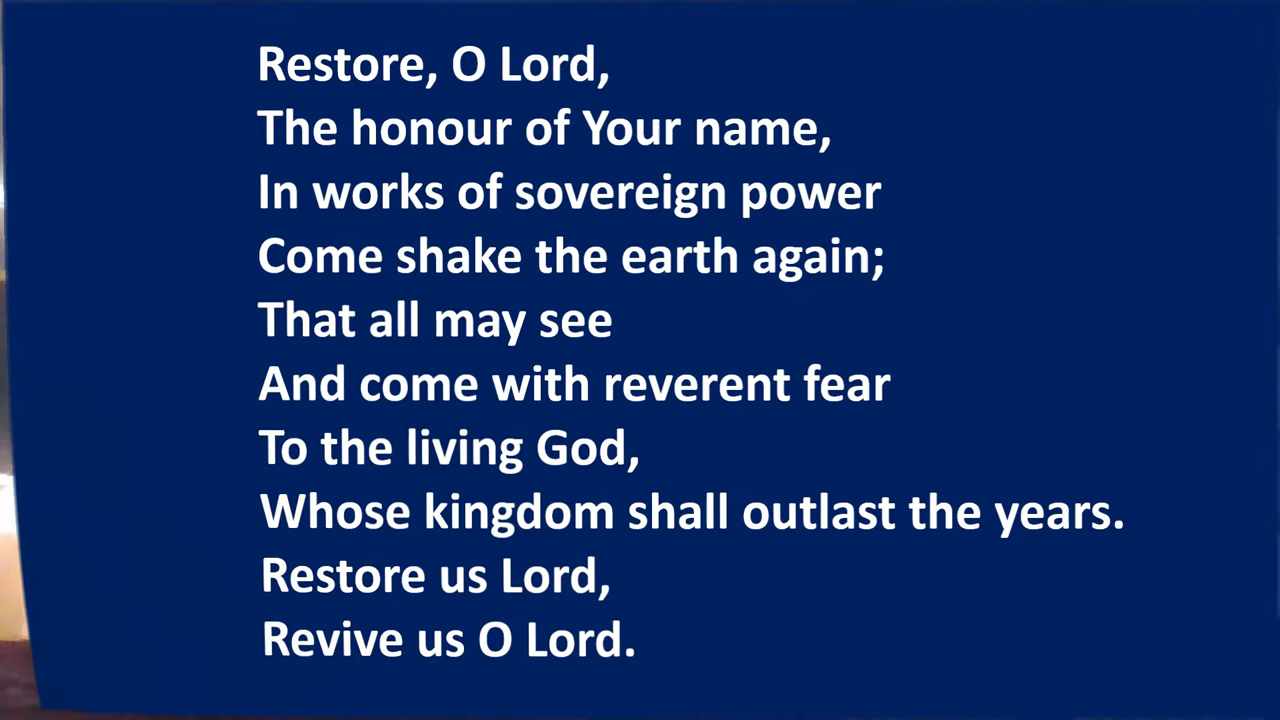 Restore, O Lord,
The honour of Your name,
In works of sovereign power
Come shake the earth again;
That all may see
And come with reverent fear
To the living God,
Whose kingdom shall outlast the years.
Restore us Lord,
Revive us O Lord.